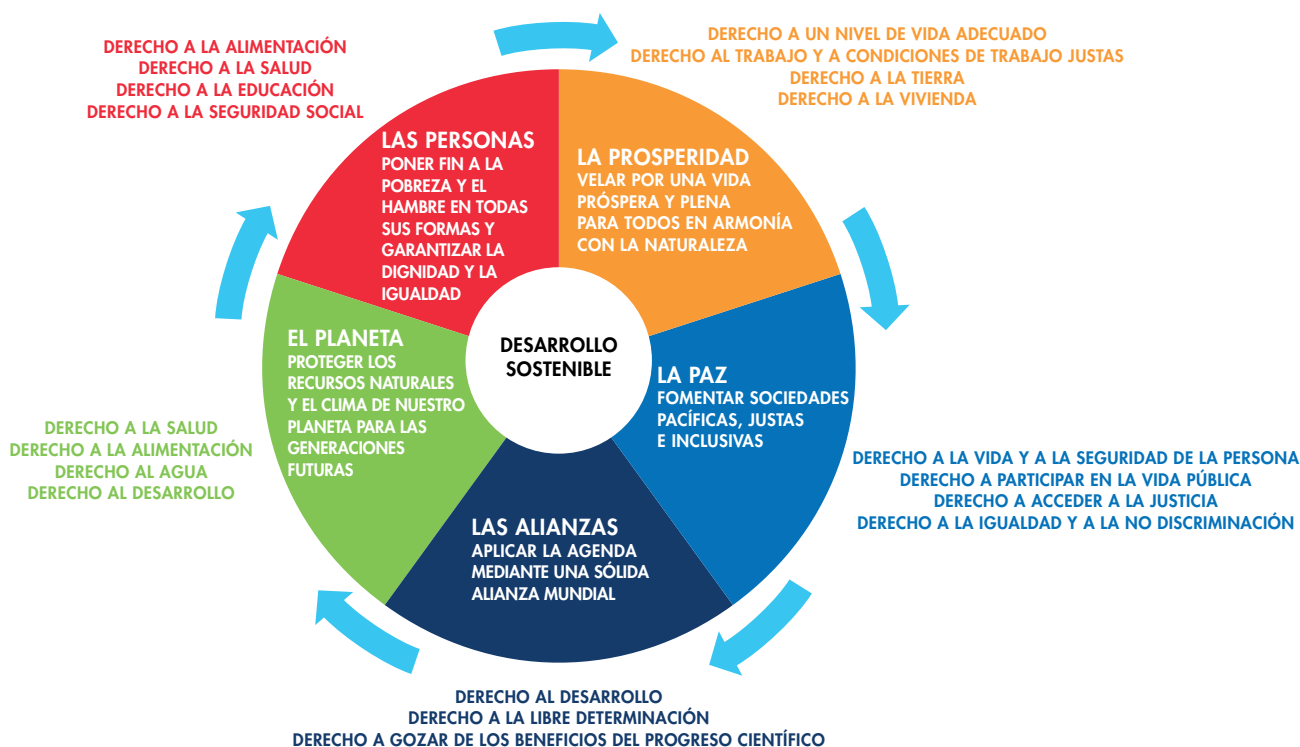 DERECHO A LA ALIMENTACIÓN
DERECHO A LA SALUD
DERECHO A LA EDUCACIÓN
DERECHO A LA SEGURIDAD SOCIAL
DERECHO A UN NIVEL DE VIDA ADECUADO
DERECHO AL TRABAJO Y A CONDICIONES DE TRABAJO JUSTAS
DERECHO A LA TIERRA
DERECHO A LA VIVIENDA
LAS PERSONAS
PONER FIN A LA
POBREZA Y EL
HAMBRE EN TODAS
SUS FORMAS Y
GARANTIZAR LA
DIGNIDAD Y LA
IGUALDAD
LA PROSPERIDAD
VELAR POR UNA VIDA
PRÓSPERA Y PLENA
PARA TODOS EN ARMONÍA
CON LA NATURALEZA
EL PLANETA
PROTEGER LOS
RECURSOS NATURALES
Y EL CLIMA DE NUESTRO
PLANETA PARA LAS
GENERACIONES
FUTURAS
DESARROLLO
SOSTENIBLE
LA PAZ
FOMENTAR SOCIEDADES
PACÍFICAS, JUSTAS
E INCLUSIVAS
DERECHO A LA SALUD
DERECHO A LA ALIMENTACIÓN
DERECHO AL AGUA
DERECHO AL DESARROLLO
DERECHO A LA VIDA Y A LA SEGURIDAD DE LA PERSONA
DERECHO A PARTICIPAR EN LA VIDA PÚBLICA
DERECHO A ACCEDER A LA JUSTICIA
DERECHO A LA IGUALDAD Y A LA NO DISCRIMINACIÓN
LAS ALIANZAS
APLICAR LA AGENDA
MEDIANTE UNA SÓLIDA
ALIANZA MUNDIAL
DERECHO AL DESARROLLO
DERECHO A LA LIBRE DETERMINACIÓN
DERECHO A GOZAR DE LOS BENEFICIOS DEL PROGRESO CIENTÍFICO